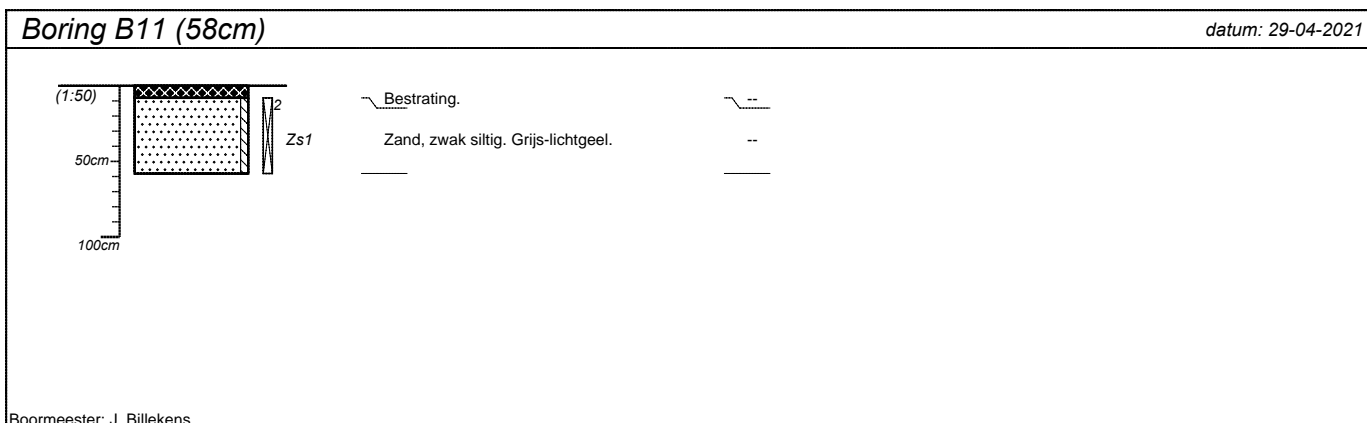 Boring B11 (58cm)
datum: 29-04-2021
(1:50)
2
Bestrating.
--
Zs1
Zand, zwak siltig. Grijs-lichtgeel.
--
50cm
100cm
Boormeester: J. Billekens